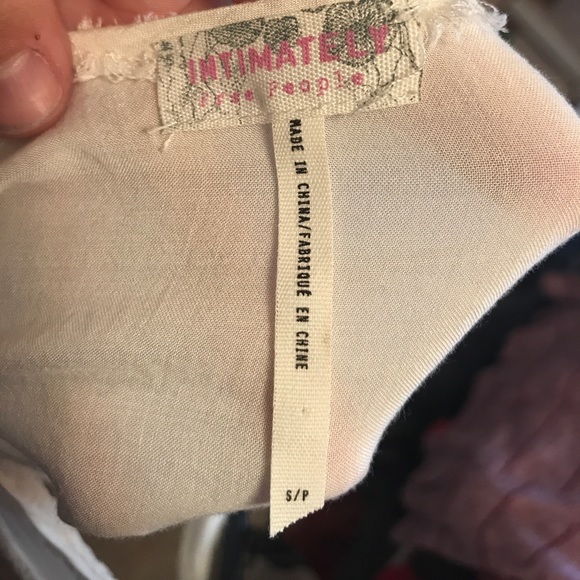 INTIMATELY
Free People
MADE IN CHINA/FABRIQUÉ EN CHINE
S/P